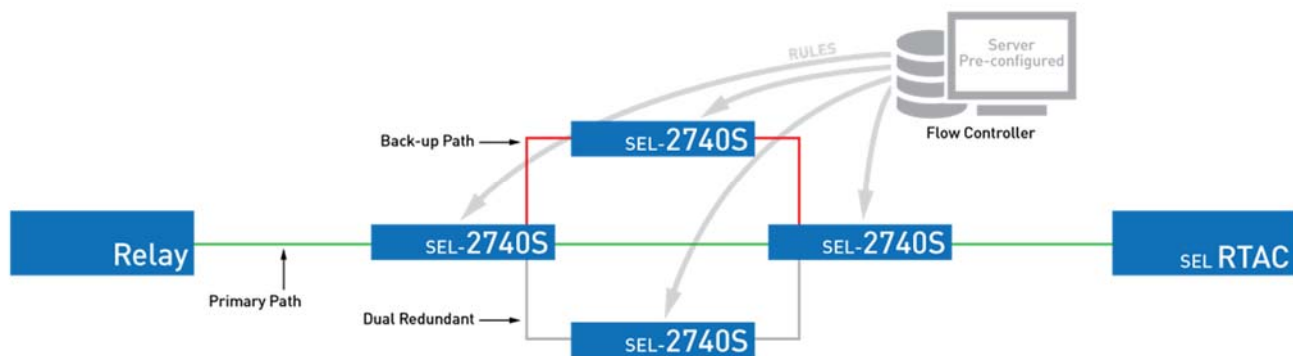 RULES
Server
Pre-configured
Flow Controller
Back-up Path
SEL-2740S
Relay
SEL-2740S
SEL-2740S
SEL RTAC
Primary Path
Dual Redundant
SEL-2740S